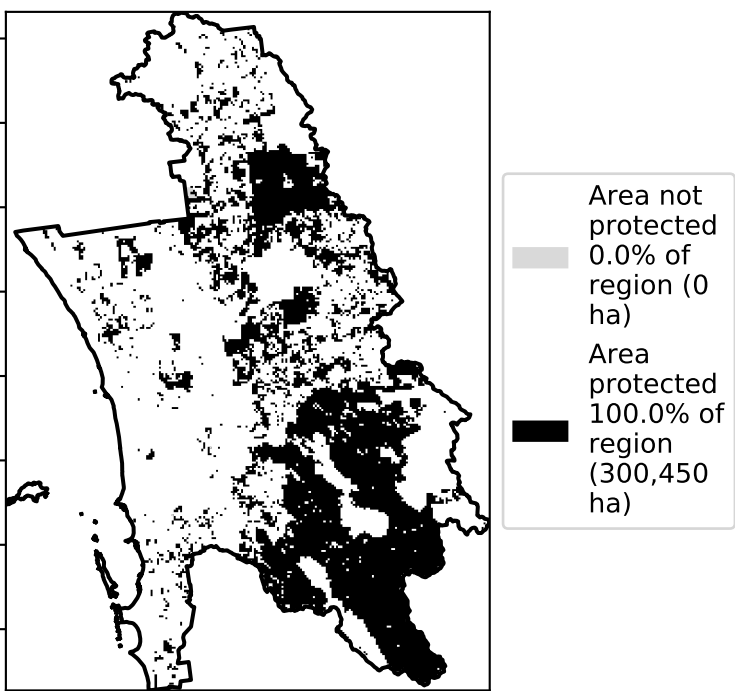 Area not
protected
0.0% of
region (0
ha)
Area
protected
100.0% of
region
(300,450
ha)